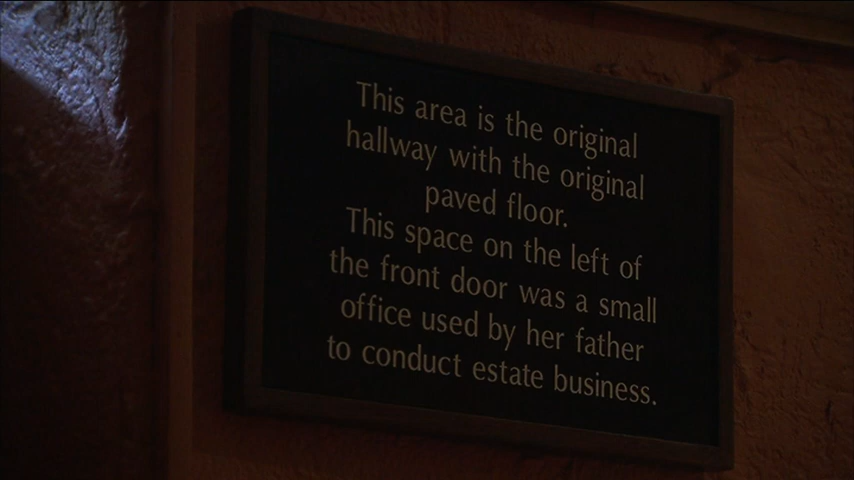 This area is the original
hallway with the original
paved floor.
This space on the left of
the front door was a small
office used by her father
to conduct estate business.